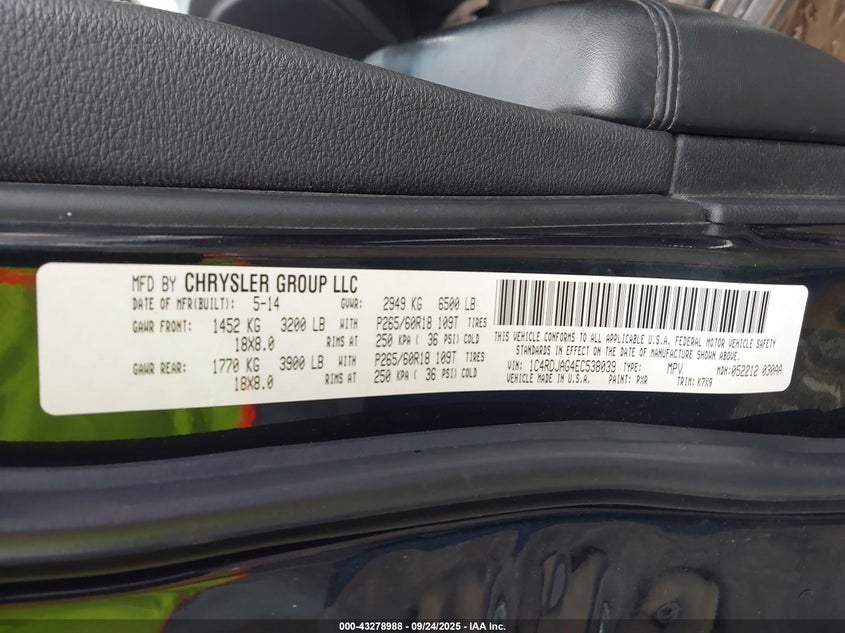 MFD BY CHRYSLER GROUP LLC
DATE OF MFR(BUILT): 5-14 GVWR: 2949 KG 6500 LB
GAWR FRONT: 1452 KG 3200 LB WITH P265/60R18 109T TIRES
18X8.0 RIMS AT 250 KPA ( 36 PSI) COLD
GAWR REAR: 1770 KG 3900 LB WITH P265/60R18 109T TIRES
18X8.0 RIMS AT 250 KPA ( 36 PSI) COLD
THIS VEHICLE CONFORMS TO ALL APPLICABLE U.S.A. FEDERAL MOTOR VEHICLE SAFETY
STANDARDS IN EFFECT ON THE DATE OF MANUFACTURE SHOWN ABOVE.
VIN: 1C4RDJAG4EC538039 TYPE: MPV MDH:052212 030AA
VEHICLE MADE IN U.S.A. PAINT: PXR TRIM: K7X9
000-43278988 - 09/24/2025 - IAA Inc.